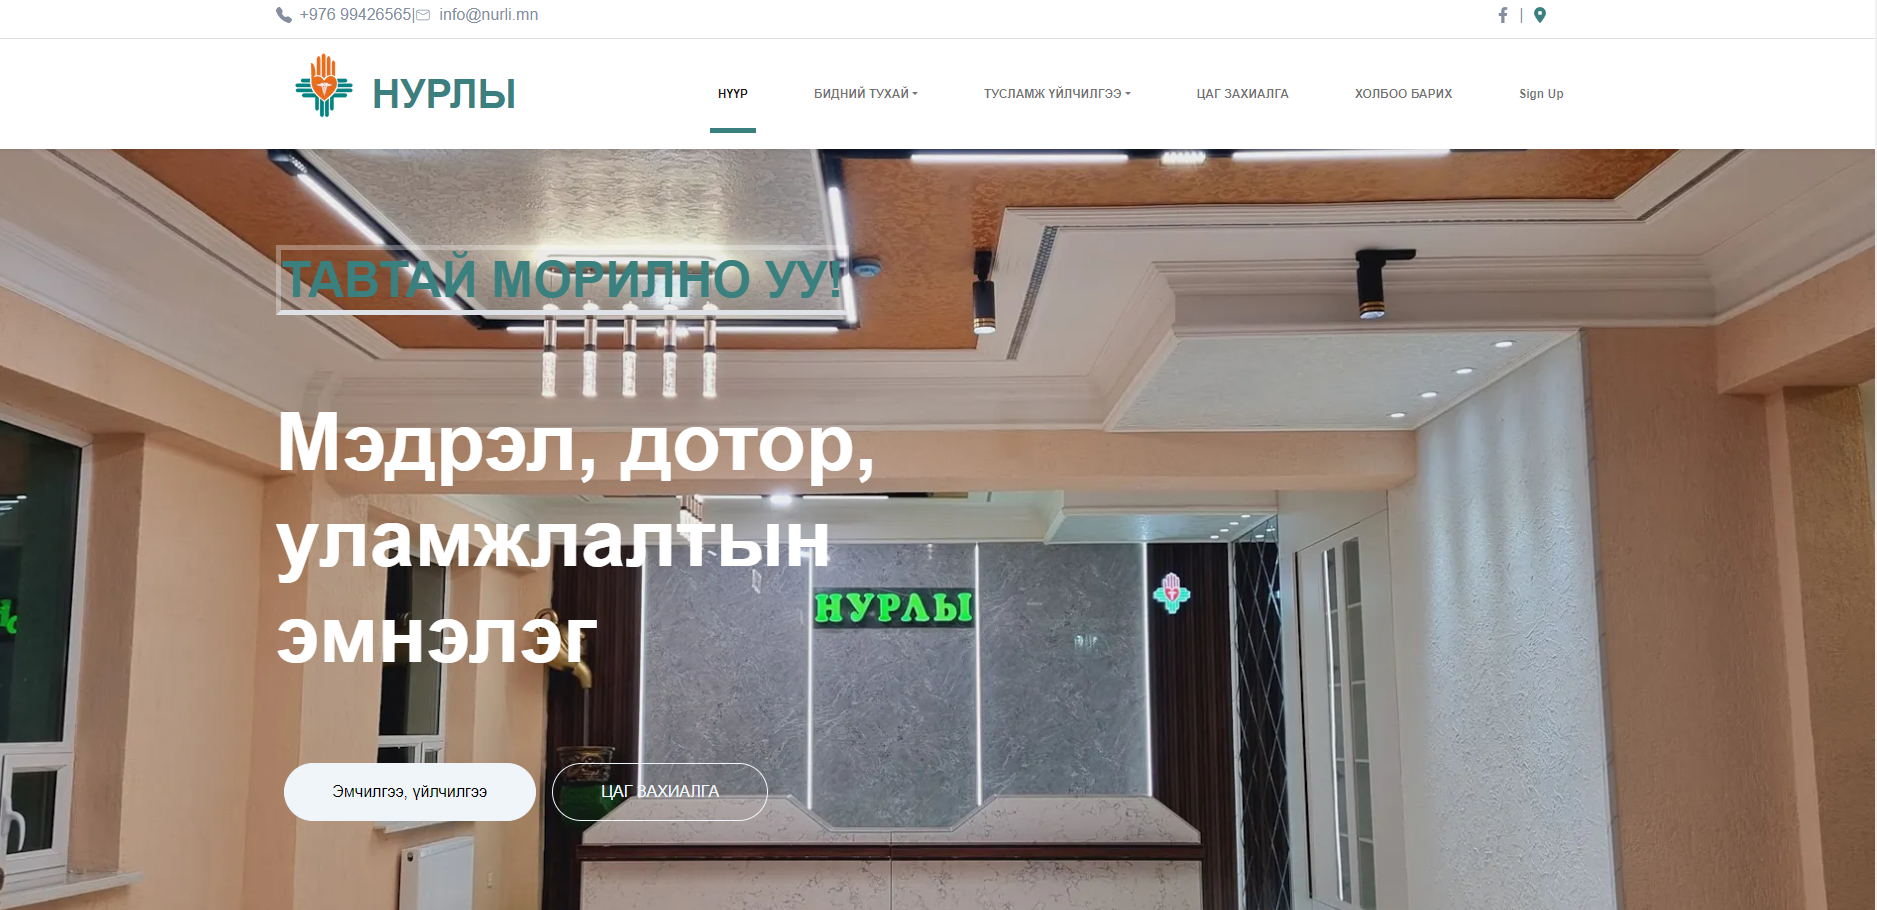 +976 99426565|
info@nurli.mn
|
НУРЛЫ
НҮҮР
БИДНИЙ ТУХАЙ
ТУСЛАМЖ ҮЙЛЧИЛГЭЭ
ЦАГ ЗАХИАЛГА
ХОЛБОО БАРИХ
Sign Up
ТАВТАЙ МОРИЛНО УУ!
Мэдрэл, дотор,
уламжлалтын
эмнэлэг
НУРЛЫ
Эмчилгээ, үйлчилгээ
ЦАГ ЗАХИАЛГА